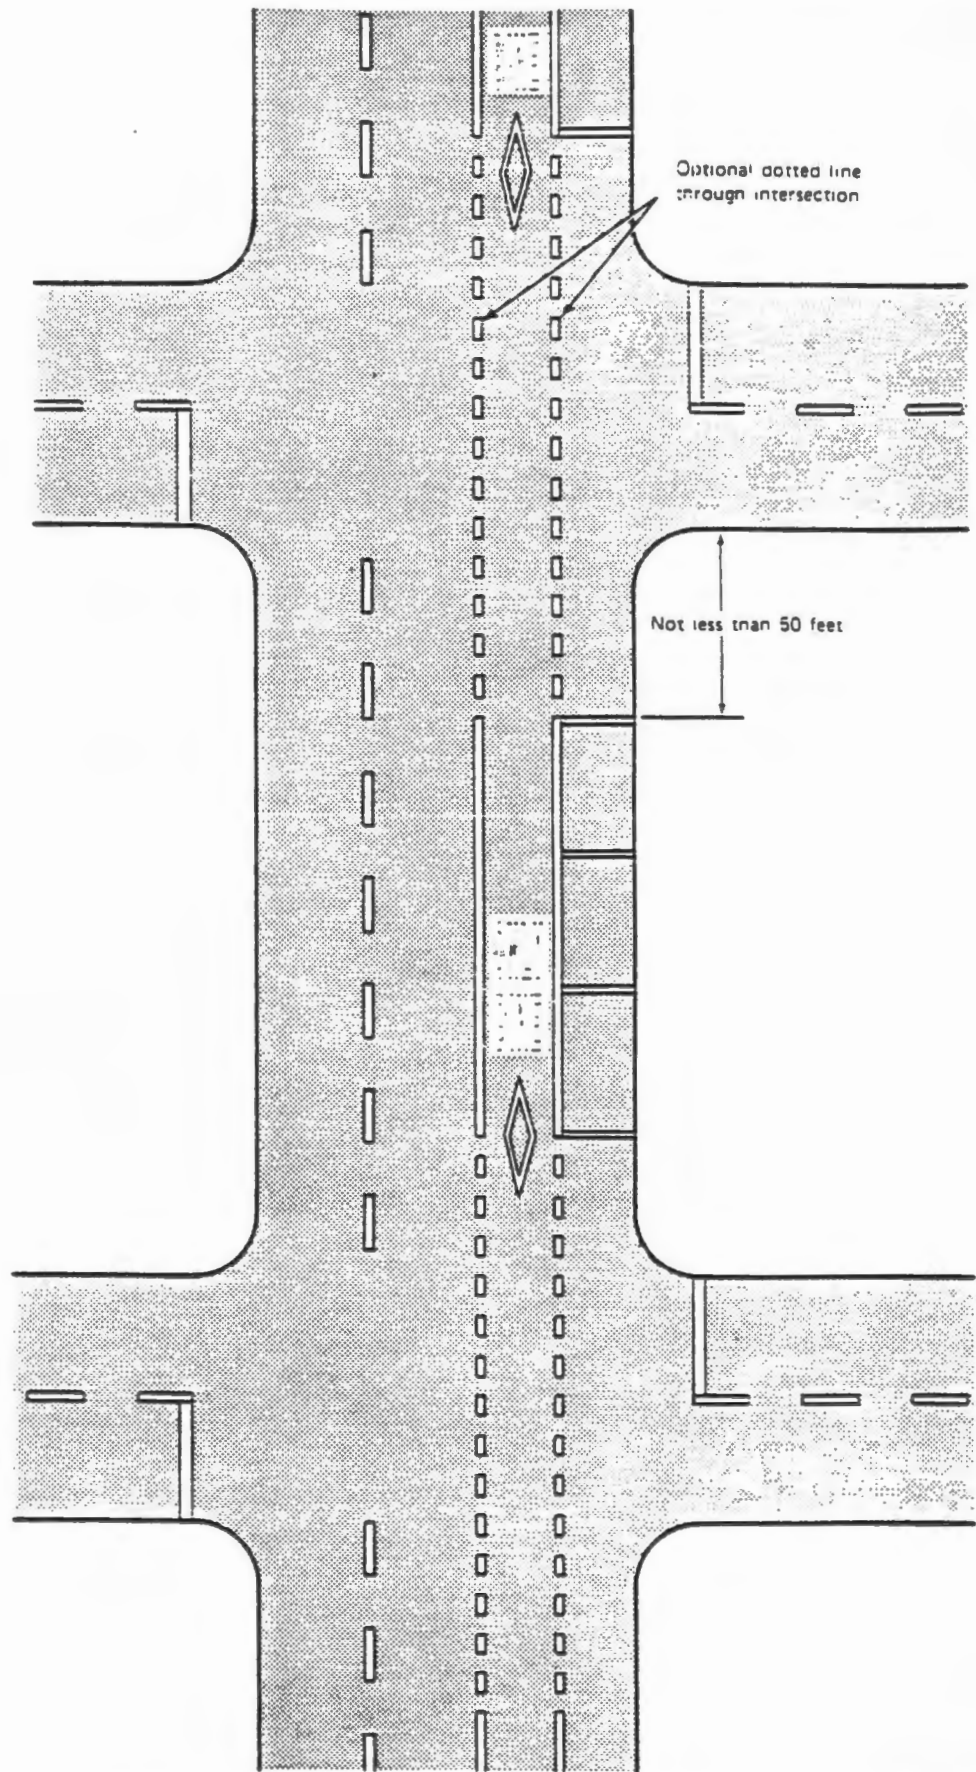 Optional dotted line
through intersection
Not less than 50 feet